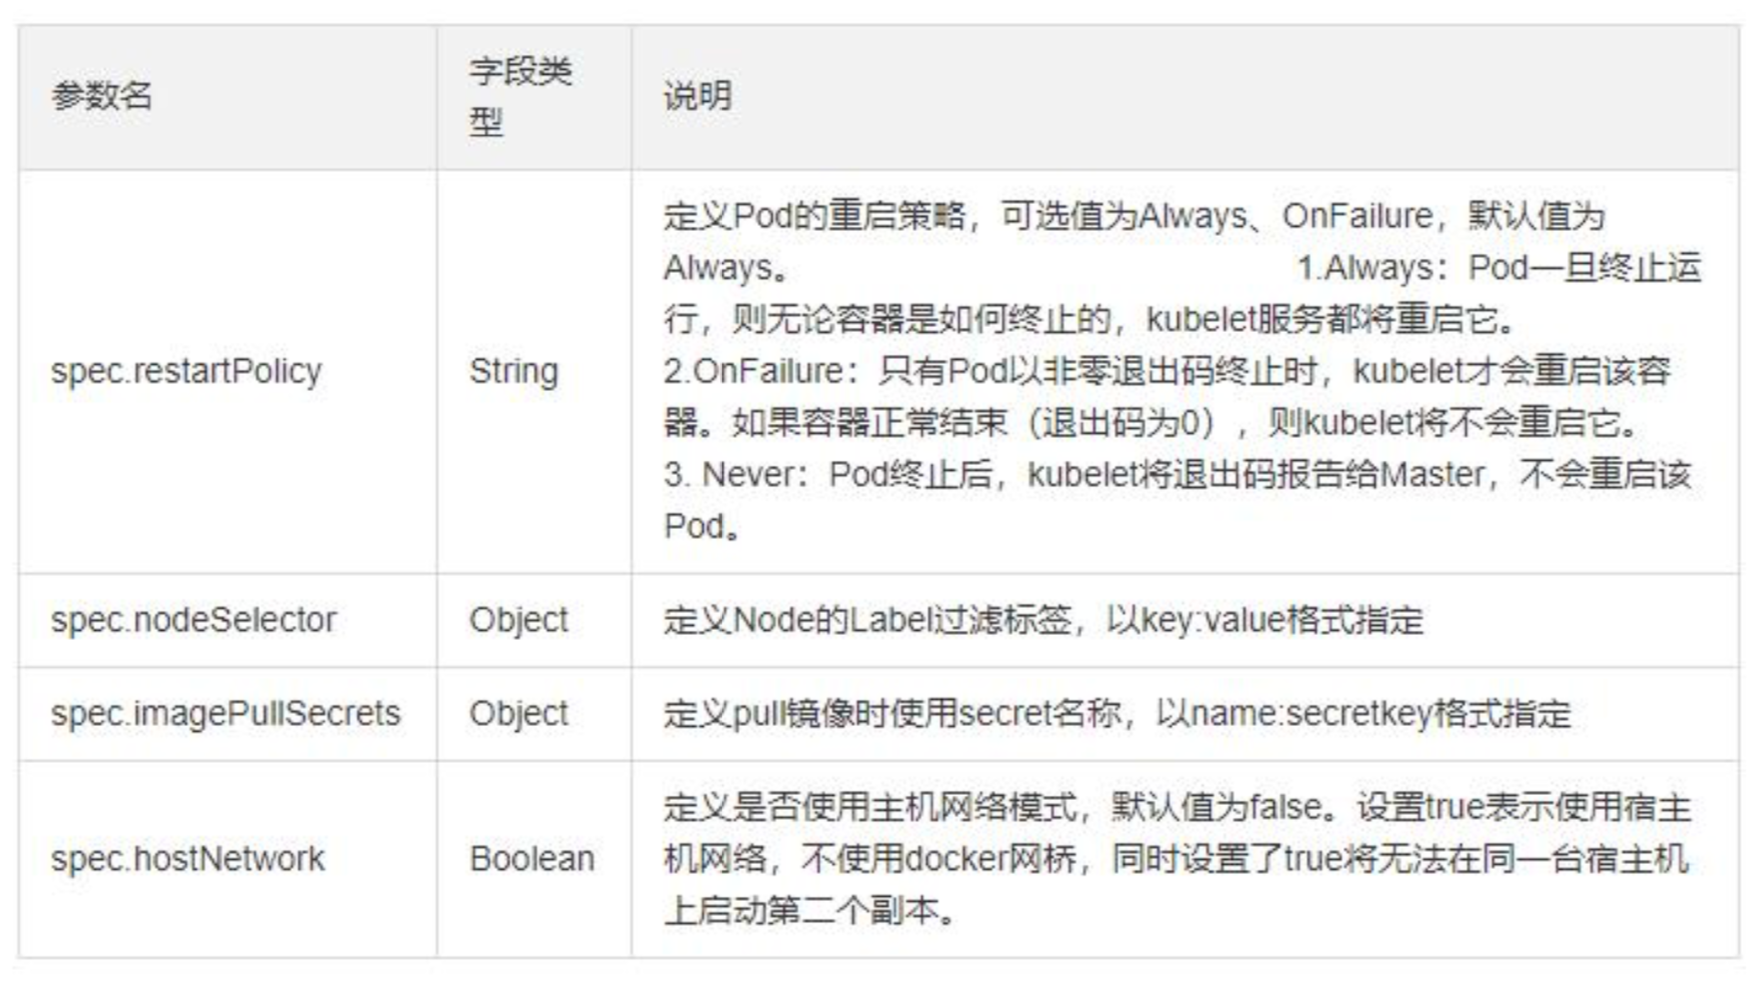 参数名
字段类
型
说明
spec.restartPolicy
String
定义Pod的重启策略，可选值为Always、OnFailure，默认值为
Always。 1.Always：Pod一旦终止运
行，则无论容器是如何终止的，kubelet服务都将重启它。
2.OnFailure：只有Pod以非零退出码终止时，kubelet才会重启该容
器。如果容器正常结束（退出码为0），则kubelet将不会重启它。
3. Never：Pod终止后，kubelet将退出码报告给Master，不会重启该
Pod。
spec.nodeSelector
Object
定义Node的Label过滤标签，以key:value格式指定
spec.imagePullSecrets
Object
定义pull镜像时使用secret名称，以name:secretkey格式指定
spec.hostNetwork
Boolean
定义是否使用主机网络模式，默认值为false。设置true表示使用宿主
机网络，不使用docker网桥，同时设置了true将无法在同一台宿主机
上启动第二个副本。